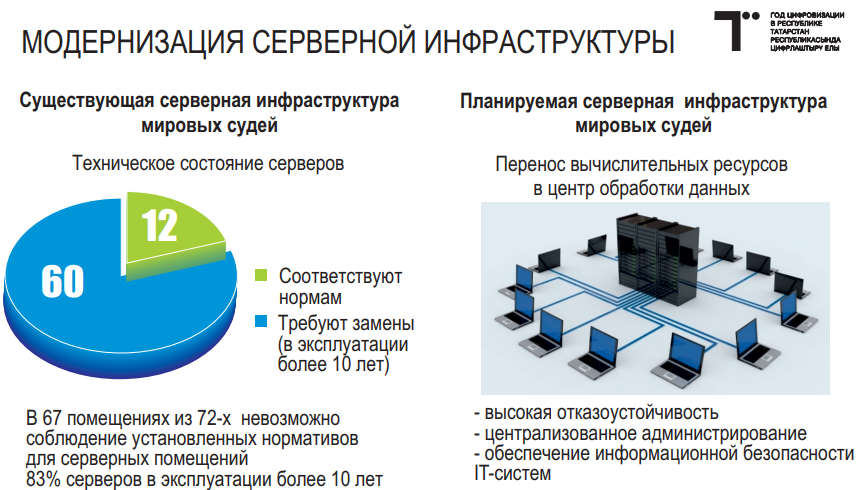 ГОД ЦИФРОВИЗАЦИИ
В РЕСПУБЛИКЕ
ТАТАРСТАН
РЕСПУБЛИКАСЫНДА
ЦИФРЛАШТЫРУ ЕЛЫ
МОДЕРНИЗАЦИЯ СЕРВЕРНОЙ ИНФРАСТРУКТУРЫ
Существующая серверная инфраструктура
мировых судей
Техническое состояние серверов
12
60
Соответствуют
нормам
Требуют замены
(в эксплуатации
более 10 лет)
В 67 помещениях из 72-х невозможно
соблюдение установленных нормативов
для серверных помещений
83% серверов в эксплуатации более 10 лет
Планируемая серверная инфраструктура
мировых судей
Перенос вычислительных ресурсов
в центр обработки данных
- высокая отказоустойчивость
- централизованное администрирование
- обеспечение информационной безопасности
IT-систем